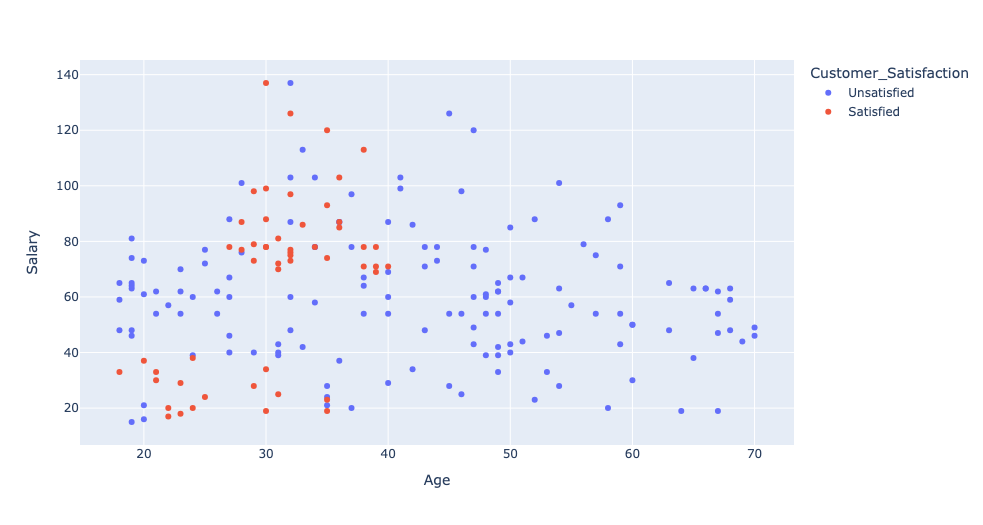 Customer_Satisfaction
Unsatisfied
Satisfied
140
120
100
80
60
40
20
Salary
20 30 40 50 60 70
Age